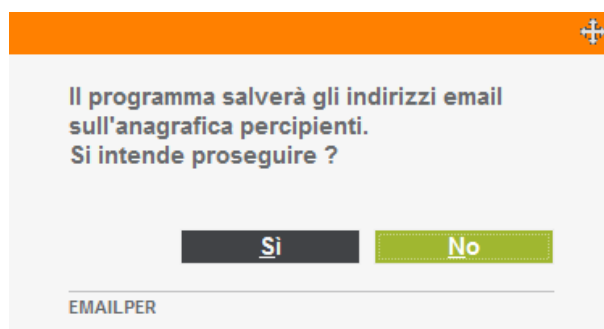 Il programma salverà gli indirizzi email
sull'anagrafica percipienti.
Si intende proseguire ?
Sì
No
EMAILPER